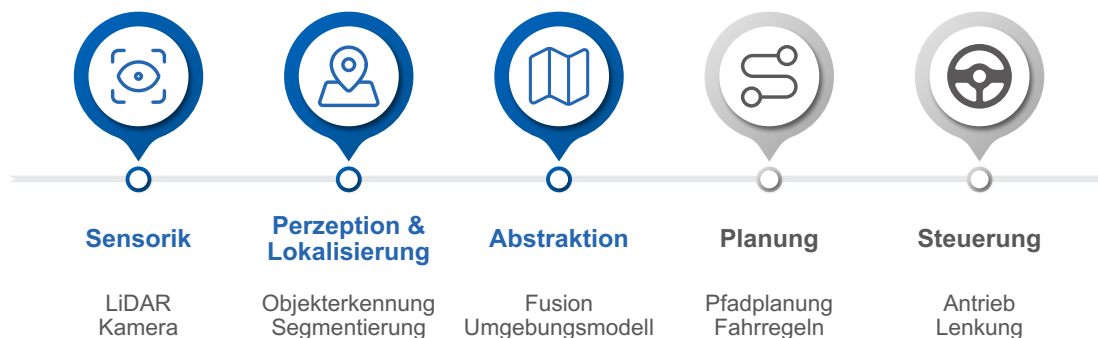 Sensorik
Perzeption &
Lokalisierung
Abstraktion
Planung
Steuerung
LiDAR
Kamera
Objekterkennung
Segmentierung
Fusion
Umgebungsmodell
Pfadplanung
Fahrregeln
Antrieb
Lenkung